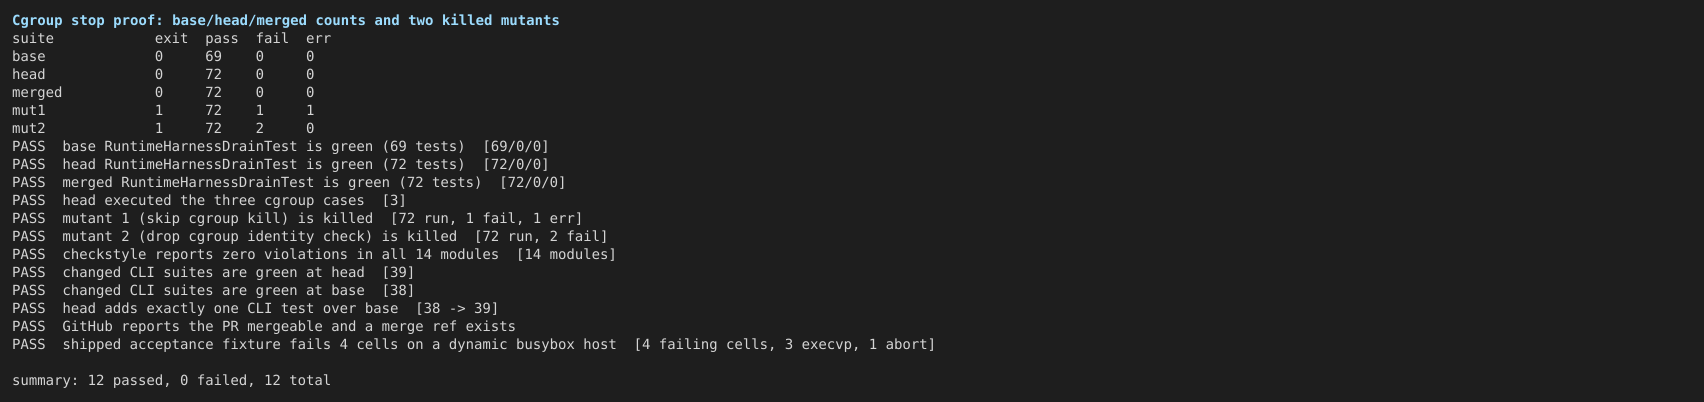 Cgroup stop proof: base/head/merged counts and two killed mutants
suite            exit  pass  fail  err
base             0     69    0     0
head             0     72    0     0
merged           0     72    0     0
mut1             1     72    1     1
mut2             1     72    2     0
PASS  base RuntimeHarnessDrainTest is green (69 tests)  [69/0/0]
PASS  head RuntimeHarnessDrainTest is green (72 tests)  [72/0/0]
PASS  merged RuntimeHarnessDrainTest is green (72 tests)  [72/0/0]
PASS  head executed the three cgroup cases  [3]
PASS  mutant 1 (skip cgroup kill) is killed  [72 run, 1 fail, 1 err]
PASS  mutant 2 (drop cgroup identity check) is killed  [72 run, 2 fail]
PASS  checkstyle reports zero violations in all 14 modules  [14 modules]
PASS  changed CLI suites are green at head  [39]
PASS  changed CLI suites are green at base  [38]
PASS  head adds exactly one CLI test over base  [38 -> 39]
PASS  GitHub reports the PR mergeable and a merge ref exists
PASS  shipped acceptance fixture fails 4 cells on a dynamic busybox host  [4 failing cells, 3 execvp, 1 abort]
summary: 12 passed, 0 failed, 12 total